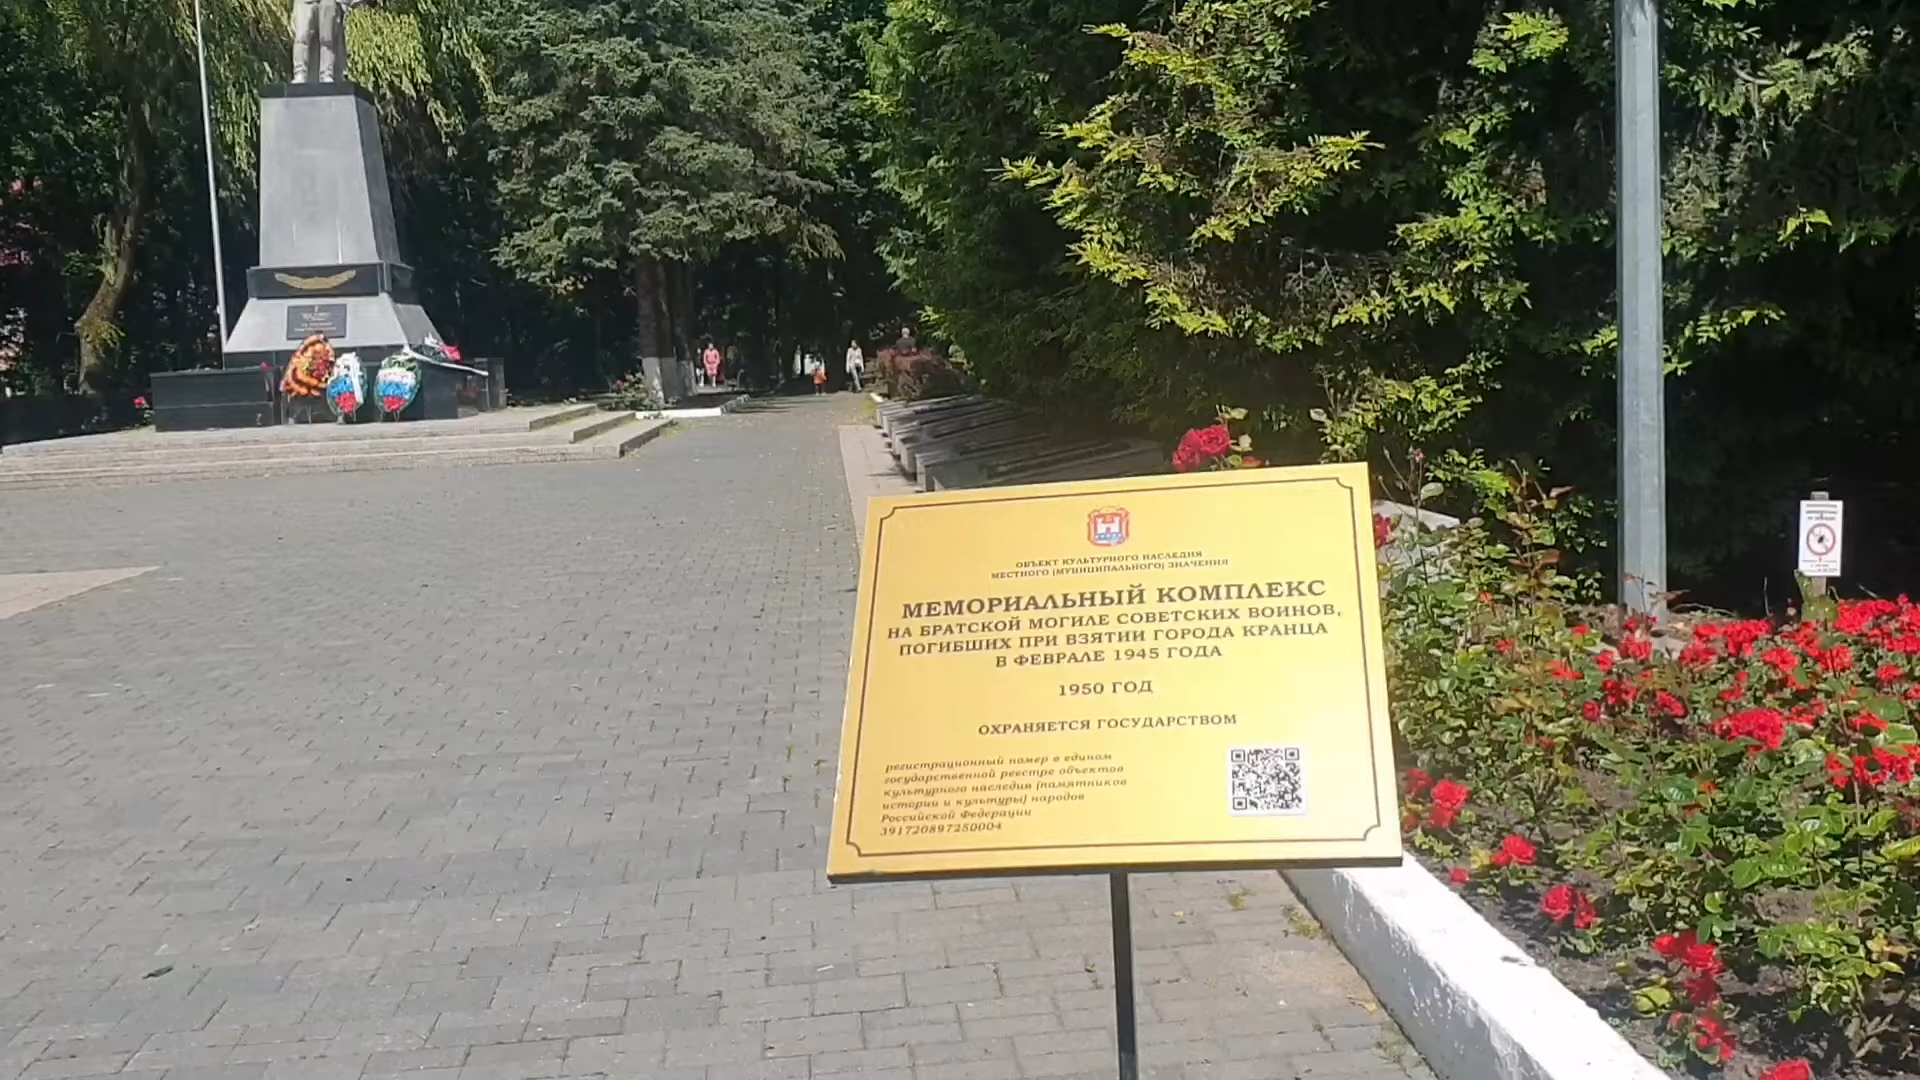 ОБЪЕКТ КУЛЬТУРНОГО НАСЛЕДИЯ
МЕСТНОГО (МУНИЦИПАЛЬНОГО) ЗНАЧЕНИЯ
МЕМОРИАЛЬНЫЙ КОМПЛЕКС
НА БРАТСКОЙ МОГИЛЕ СОВЕТСКИХ ВОИНОВ,
ПОГИБШИХ ПРИ ВЗЯТИИ ГОРОДА КРАНЦА
В ФЕВРАЛЕ 1945 ГОДА
1950 ГОД
ОХРАНЯЕТСЯ ГОСУДАРСТВОМ
регистрационный номер в едином
государственной реестре объектов
культурного наследия (памятников
истории и культуры) народов
Российской Федерации
391720897250004